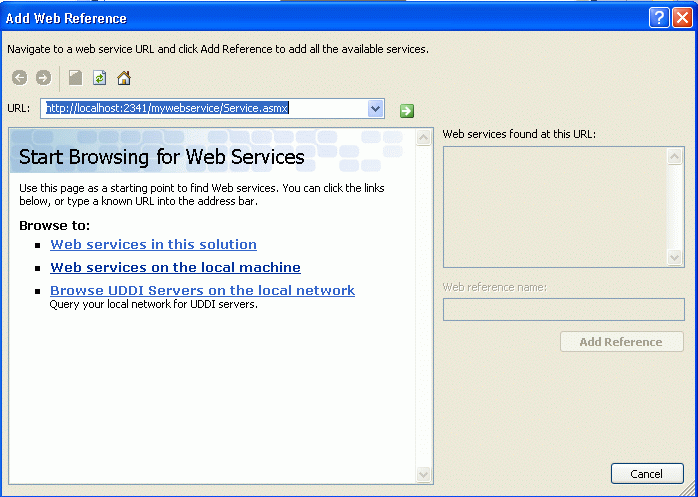 Add Web Reference
Navigate to a web service URL and click Add Reference to add all the available services.
URL: http://localhost:2341/mywebservice/Service.asmx
Start Browsing for Web Services
Use this page as a starting point to find Web services. You can click the links
below, or type a known URL into the address bar.
Browse to:
Web services in this solution
Web services on the local machine
Browse UDDI Servers on the local network
Query your local network for UDDI servers.
Web services found at this URL:
Web reference name:
Add Reference
Cancel